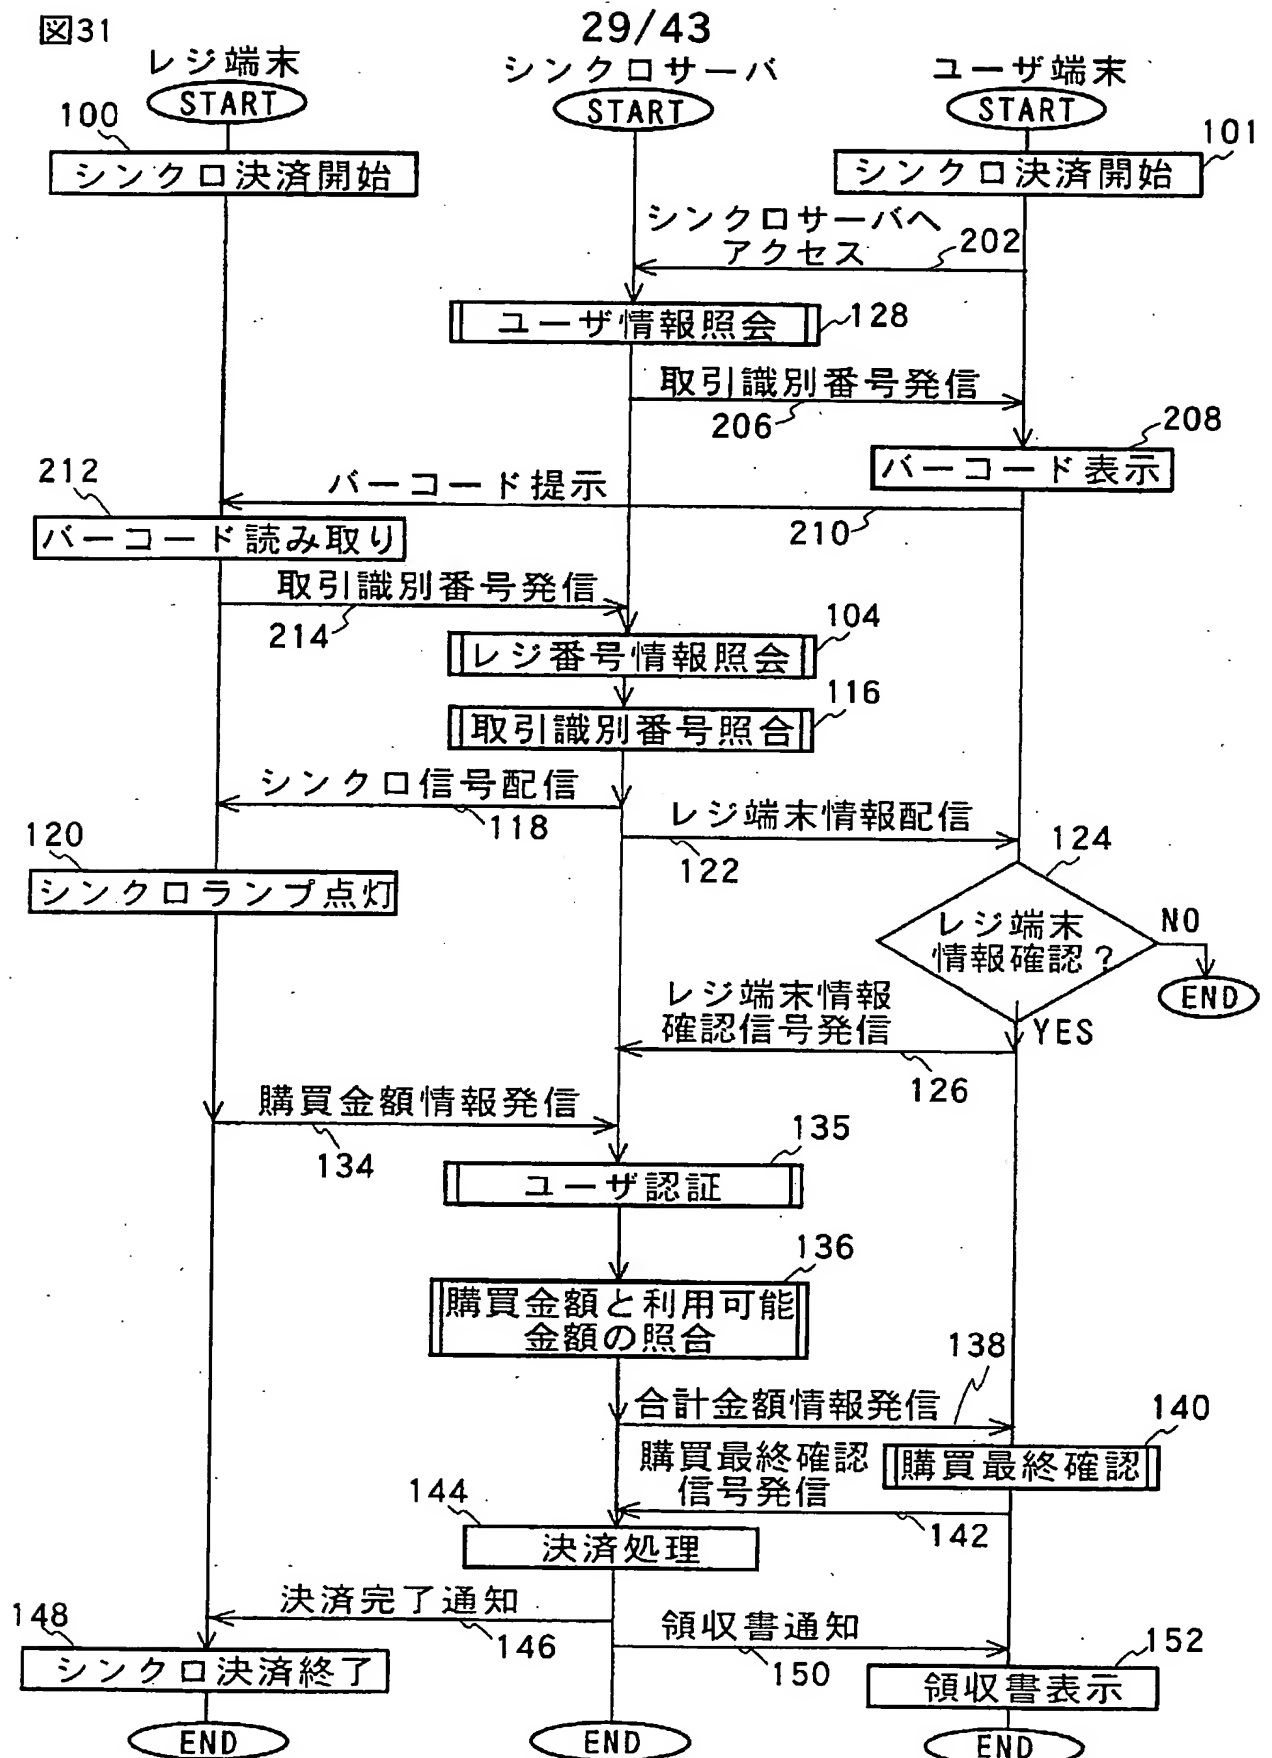 図31
29/43
レジ端末
シンクロサーバ
ユーザ端末
START
START
START
100
101
シンクロ決済開始
シンクロ決済開始
シンクロサーバへ
アクセス
202
ユーザ情報照会
128
取引識別番号発信
206
208
バーコード表示
212
バーコード提示
210
バーコード読み取り
取引識別番号発信
214
104
レジ番号情報照会
116
取引識別番号照合
シンクロ信号配信
118
レジ端末情報配信
122
120
124
シンクロランプ点灯
レジ端末
情報確認?
NO
END
YES
レジ端末情報
確認信号発信
126
購買金額情報発信
134
135
ユーザ認証
136
購買金額と利用可能
金額の照合
138
合計金額情報発信
140
購買最終確認
購買最終確認
信号発信
142
144
決済処理
決済完了通知
146
148
領収書通知
150
152
シンクロ決済終了
領収書表示
END
END
END